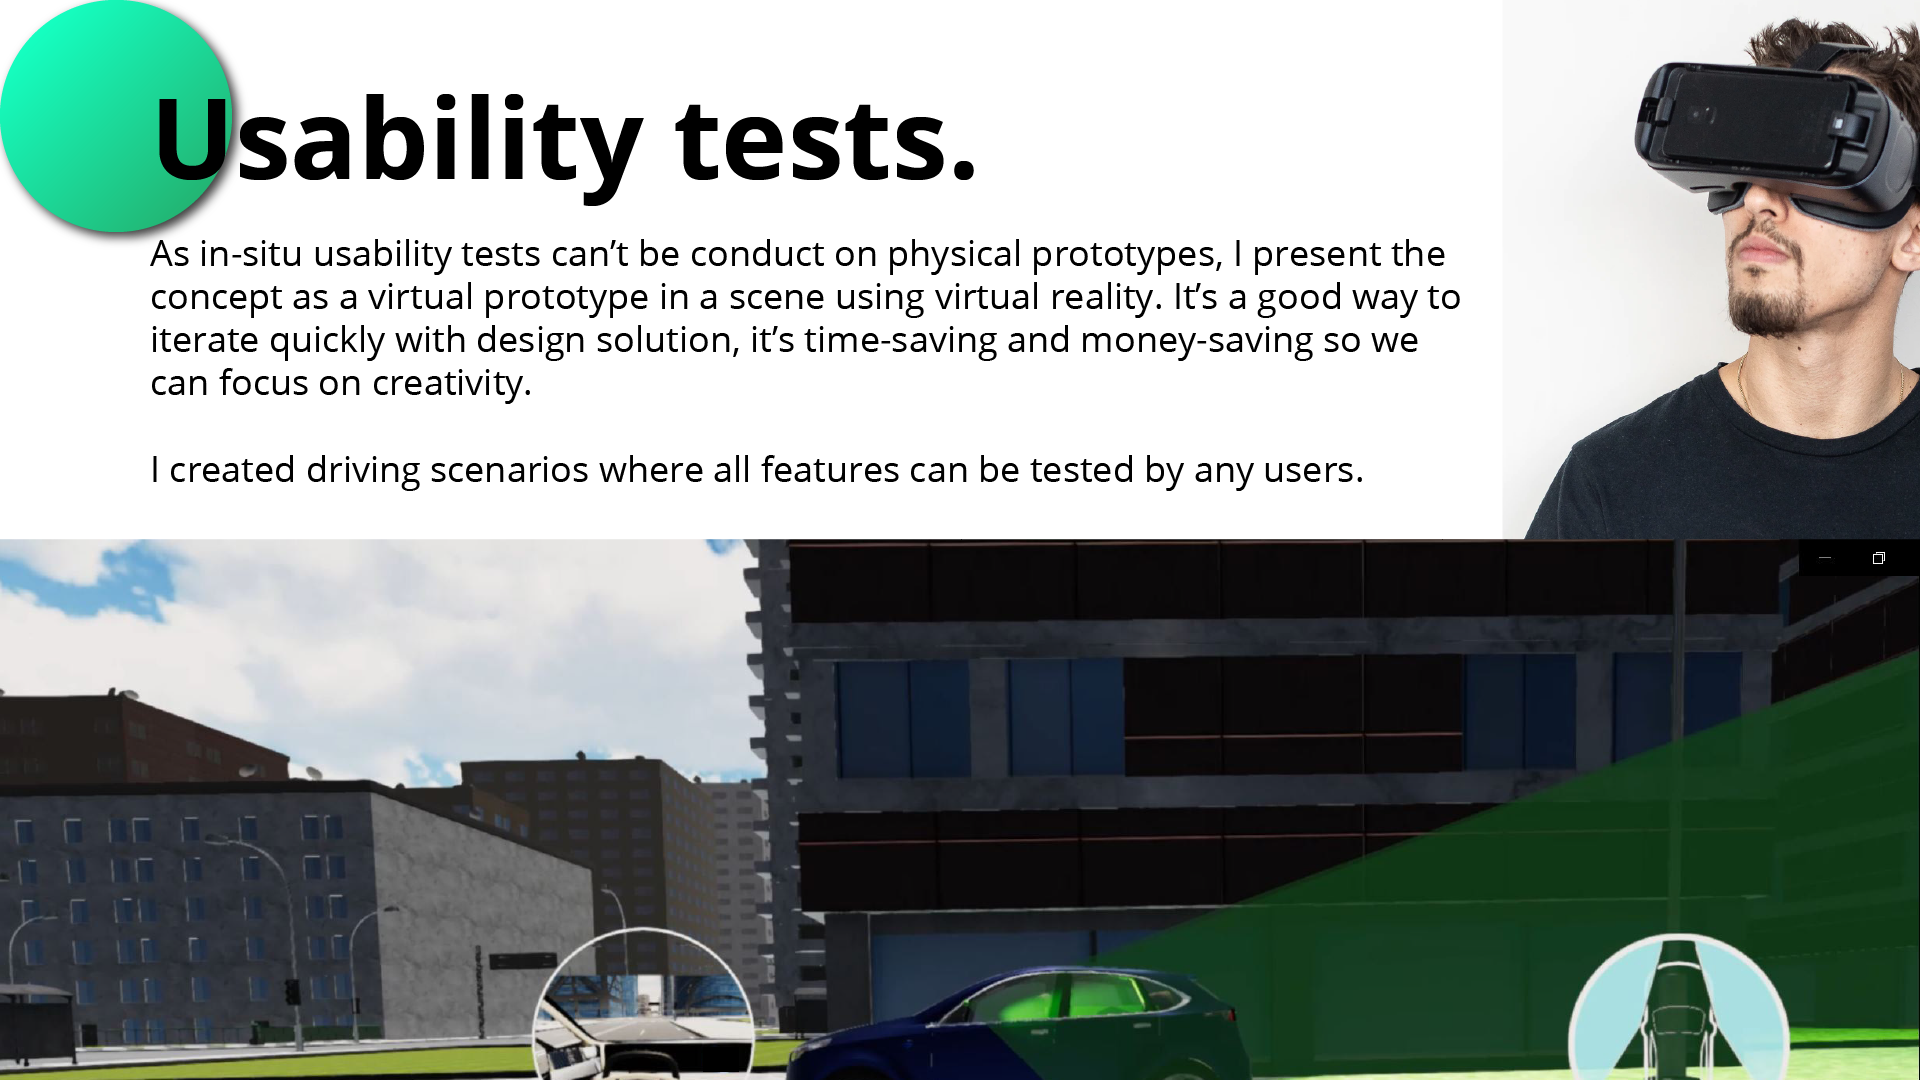 Usability tests.
As in-situ usability tests can’t be conduct on physical prototypes, I present the
concept as a virtual prototype in a scene using virtual reality. It’s a good way to
iterate quickly with design solution, it’s time-saving and money-saving so we
can focus on creativity.
I created driving scenarios where all features can be tested by any users.